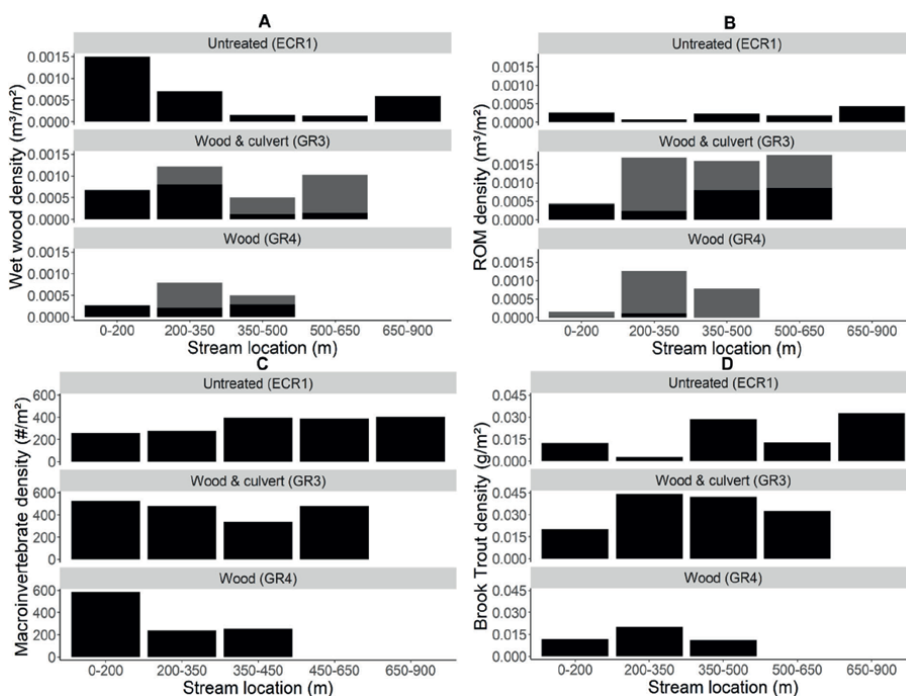 A
Untreated (ECR1)
0.0015
0.0010
0.0005
0.0000
Wood & culvert (GR3)
0.0015
0.0010
0.0005
0.0000
Wood (GR4)
0.0015
0.0010
0.0005
0.0000
Wet wood density (m³/m²)
0-200 200-350 350-500 500-650 650-900
Stream location (m)
B
Untreated (ECR1)
0.0015
0.0010
0.0005
0.0000
Wood & culvert (GR3)
0.0015
0.0010
0.0005
0.0000
Wood (GR4)
0.0015
0.0010
0.0005
0.0000
ROM density (m³/m²)
0-200 200-350 350-500 500-650 650-900
Stream location (m)
C
Untreated (ECR1)
600
400
200
0
Wood & culvert (GR3)
600
400
200
0
Wood (GR4)
600
400
200
0
Macroinvertebrate density (#/m²)
0-200 200-350 350-450 450-650 650-900
Stream location (m)
D
Untreated (ECR1)
0.045
0.030
0.015
0.000
Wood & culvert (GR3)
0.045
0.030
0.015
0.000
Wood (GR4)
0.045
0.030
0.015
0.000
Brook Trout density (g/m²)
0-200 200-350 350-500 500-650 650-900
Stream location (m)